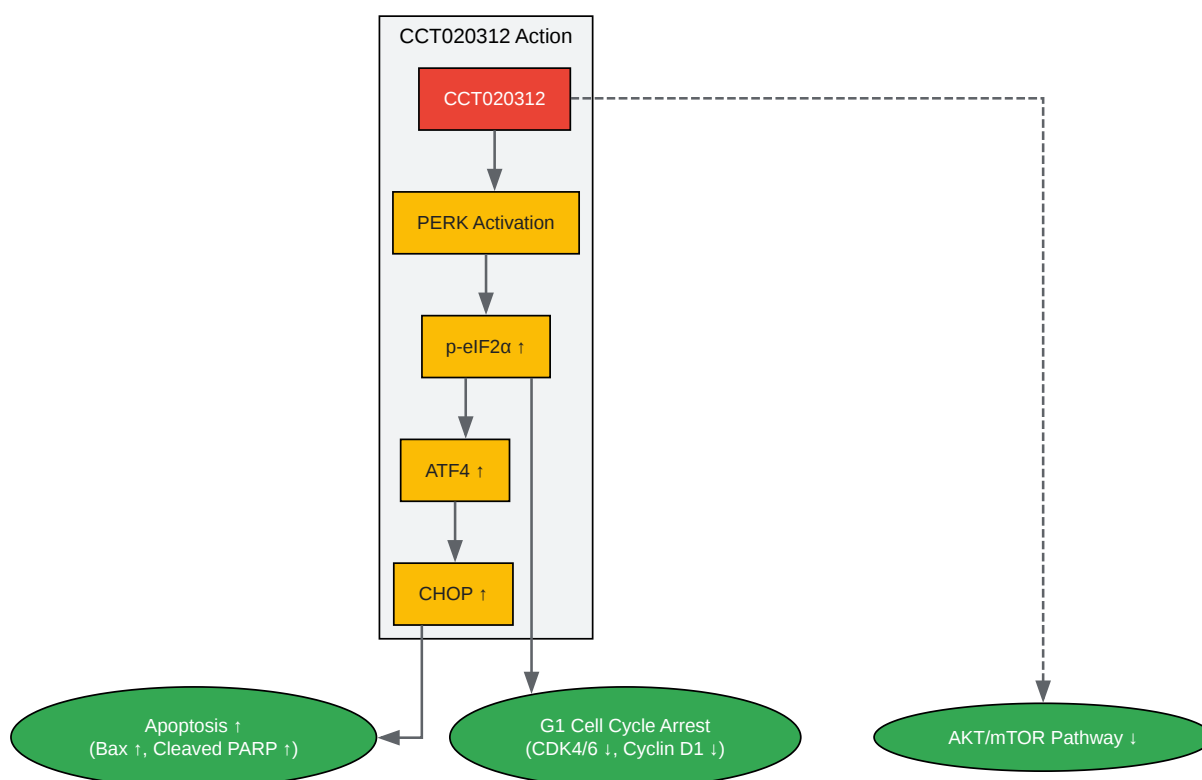 CCT020312 Action
CCT020312
PERK Activation
p-eIF2α ↑
ATF4 ↑
CHOP ↑
Apoptosis ↑
(Bax ↑, Cleaved PARP ↑)
G1 Cell Cycle Arrest
(CDK4/6 ↓, Cyclin D1 ↓)
AKT/mTOR Pathway ↓